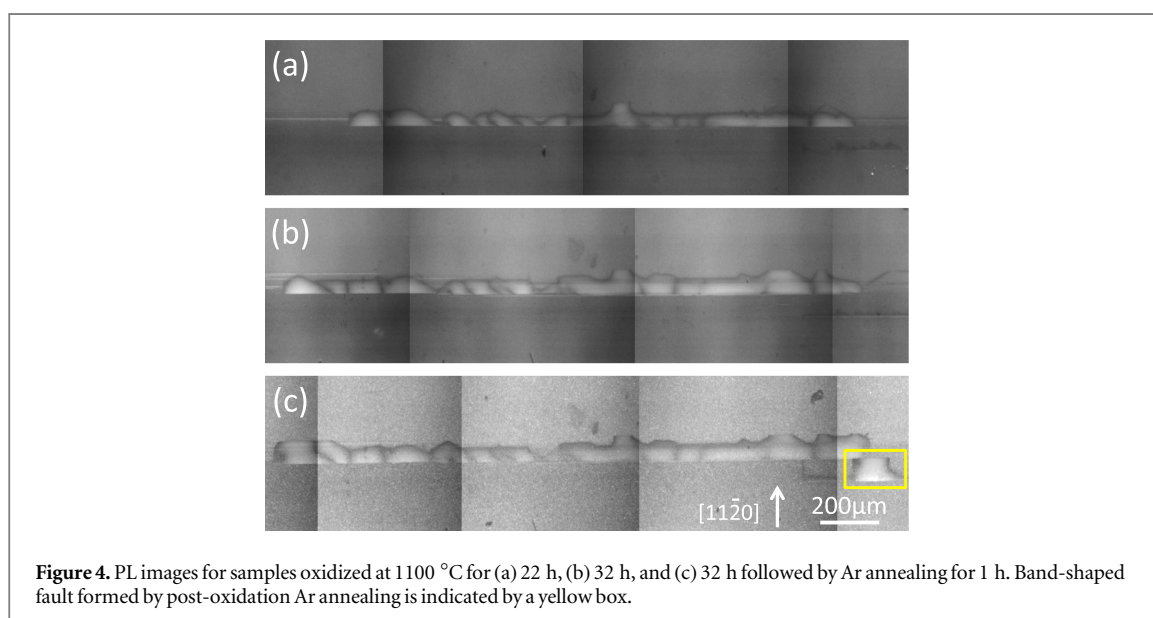 (a)
(b)
(c)
[112̄0]
200μm
Figure 4. PL images for samples oxidized at 1100 °C for (a) 22 h, (b) 32 h, and (c) 32 h followed by Ar annealing for 1 h. Band-shaped
fault formed by post-oxidation Ar annealing is indicated by a yellow box.